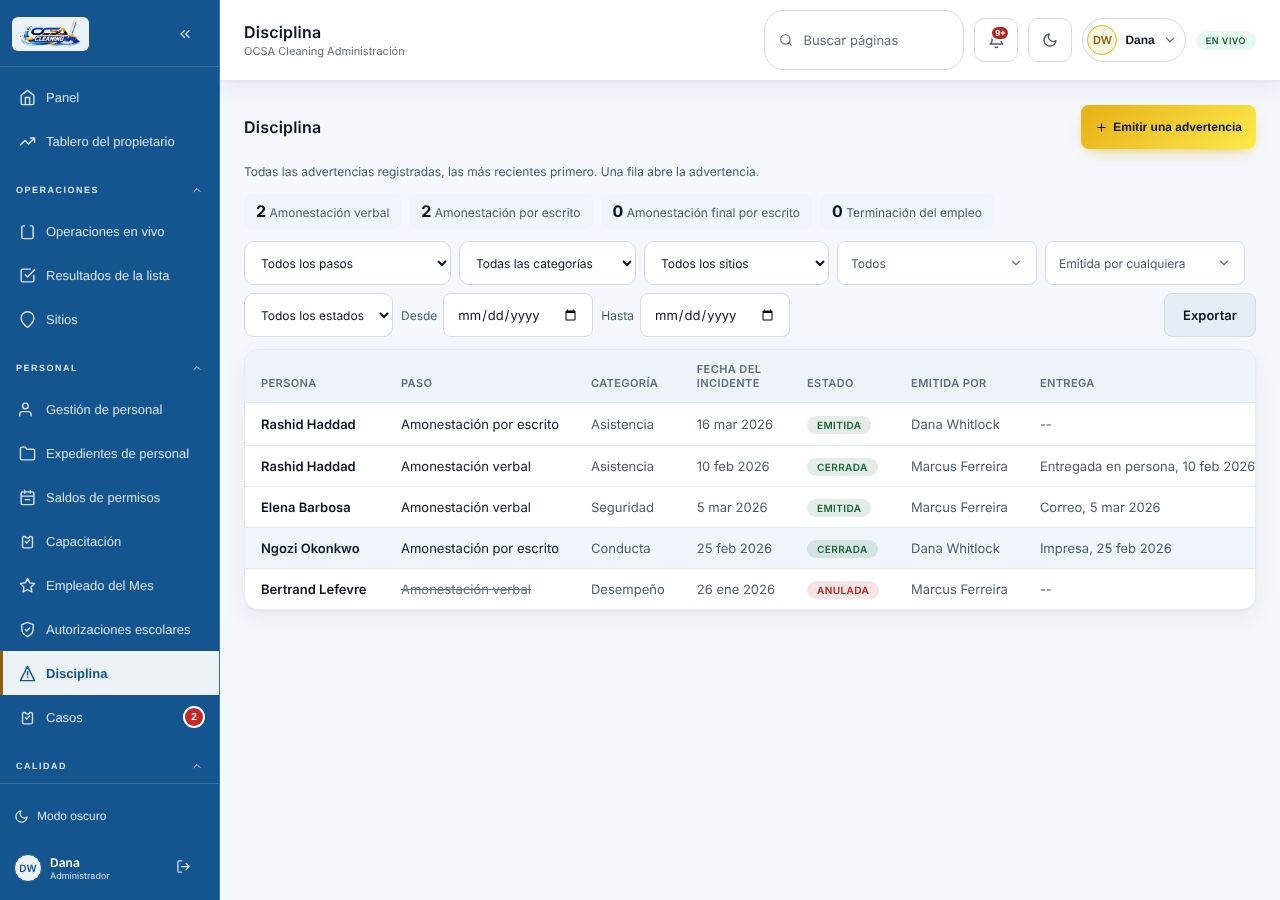 OCSA
CLEANING
Panel
Tablero del propietario
OPERACIONES
Operaciones en vivo
Resultados de la lista
Sitios
PERSONAL
Gestión de personal
Expedientes de personal
Saldos de permisos
Capacitación
Empleado del Mes
Autorizaciones escolares
Disciplina
Casos 2
CALIDAD
Modo oscuro
DW Dana
Administrador
Disciplina
OCSA Cleaning Administración
Buscar páginas
9+
DW Dana
EN VIVO
Disciplina
+ Emitir una advertencia
Todas las advertencias registradas, las más recientes primero. Una fila abre la advertencia.
2 Amonestación verbal 2 Amonestación por escrito 0 Amonestación final por escrito 0 Terminación del empleo
Todos los pasos Todas las categorías Todos los sitios Todos Emitida por cualquiera
Todos los estados Desde mm/dd/yyyy Hasta mm/dd/yyyy Exportar
PERSONA PASO CATEGORÍA FECHA DEL INCIDENTE ESTADO EMITIDA POR ENTREGA
Rashid Haddad Amonestación por escrito Asistencia 16 mar 2026 EMITIDA Dana Whitlock --
Rashid Haddad Amonestación verbal Asistencia 10 feb 2026 CERRADA Marcus Ferreira Entregada en persona, 10 feb 2026
Elena Barbosa Amonestación verbal Seguridad 5 mar 2026 EMITIDA Marcus Ferreira Correo, 5 mar 2026
Ngozi Okonkwo Amonestación por escrito Conducta 25 feb 2026 CERRADA Dana Whitlock Impresa, 25 feb 2026
Bertrand Lefevre Amonestación verbal Desempeño 26 ene 2026 ANULADA Marcus Ferreira --